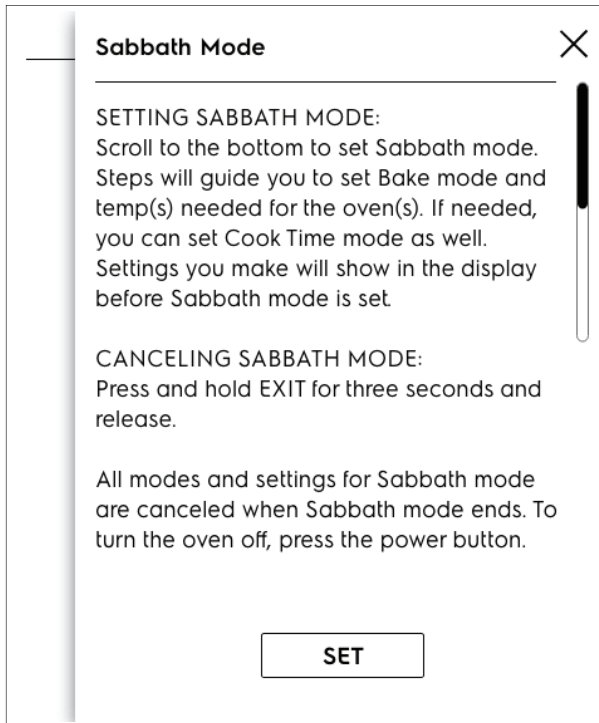 Sabbath Mode
SETTING SABBATH MODE:
Scroll to the bottom to set Sabbath mode.
Steps will guide you to set Bake mode and
temp(s) needed for the oven(s). If needed,
you can set Cook Time mode as well.
Settings you make will show in the display
before Sabbath mode is set.
CANCELING SABBATH MODE:
Press and hold EXIT for three seconds and
release.
All modes and settings for Sabbath mode
are canceled when Sabbath mode ends. To
turn the oven off, press the power button.
SET